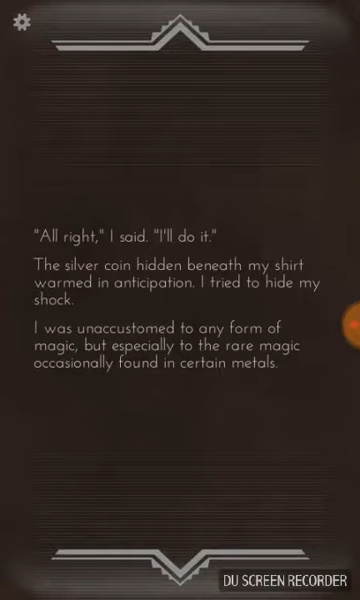 "All right," I said. "I'll do it."
The silver coin hidden beneath my shirt
warmed in anticipation. I tried to hide my
shock.
I was unaccustomed to any form of
magic, but especially to the rare magic
occasionally found in certain metals.
DU SCREEN RECORDER